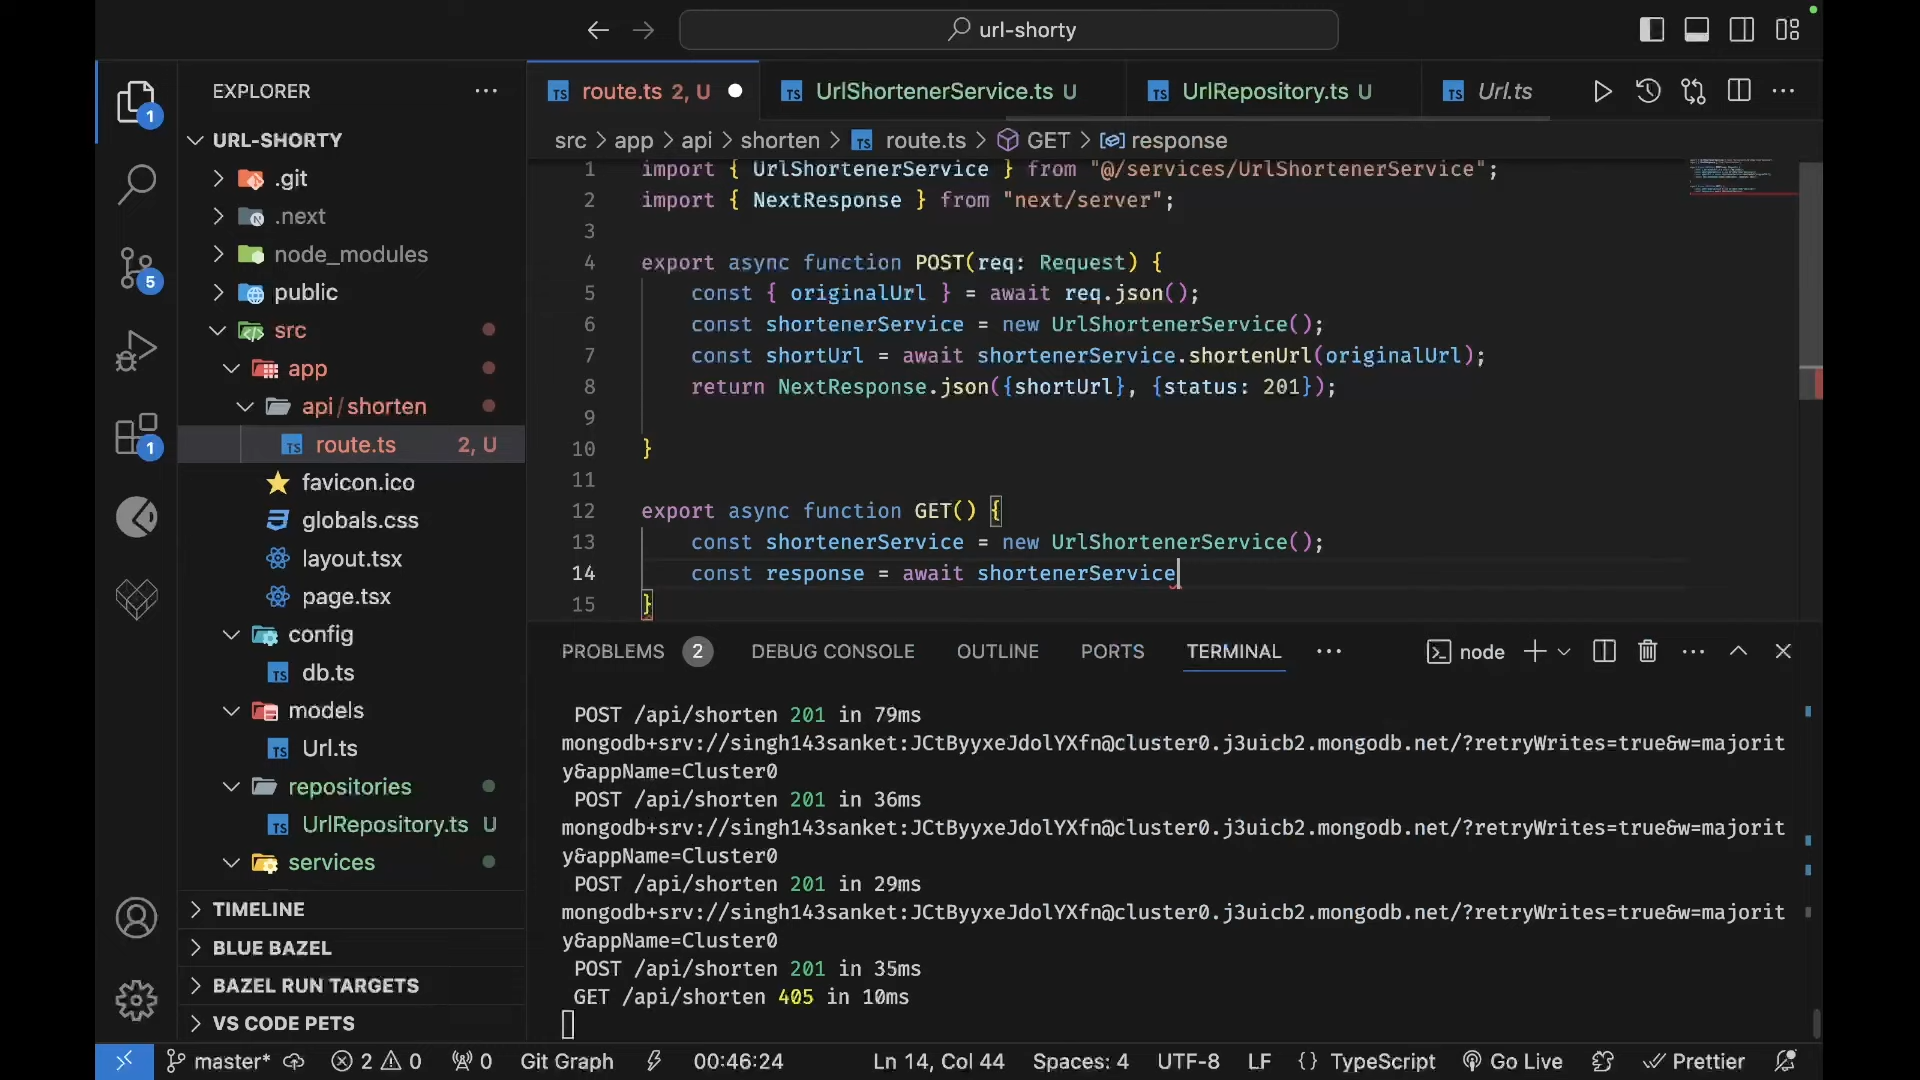 url-shorty
EXPLORER
URL-SHORTY
.git
.next
node_modules
public
src
app
api/shorten
route.ts 2, U
favicon.ico
globals.css
layout.tsx
page.tsx
config
db.ts
models
Url.ts
repositories
UrlRepository.ts U
services
TIMELINE
BLUE BAZEL
BAZEL RUN TARGETS
VS CODE PETS
1
5
1
route.ts 2, U
UrlShortenerService.ts U
UrlRepository.ts U
Url.ts
src > app > api > shorten > route.ts > GET > response
1 import { UrlShortenerService } from "@/services/UrlShortenerService";
2 import { NextResponse } from "next/server";
3
4 export async function POST(req: Request) {
5 const { originalUrl } = await req.json();
6 const shortenerService = new UrlShortenerService();
7 const shortUrl = await shortenerService.shortenUrl(originalUrl);
8 return NextResponse.json({shortUrl}, {status: 201});
9
10 }
11
12 export async function GET() {
13 const shortenerService = new UrlShortenerService();
14 const response = await shortenerService
15 }
PROBLEMS 2 DEBUG CONSOLE OUTLINE PORTS TERMINAL node
POST /api/shorten 201 in 79ms
mongodb+srv://singh143sanket:JCtByyxeJdolYXfn@cluster0.j3uicb2.mongodb.net/?retryWrites=true&w=majorit
y&appName=Cluster0
POST /api/shorten 201 in 36ms
mongodb+srv://singh143sanket:JCtByyxeJdolYXfn@cluster0.j3uicb2.mongodb.net/?retryWrites=true&w=majorit
y&appName=Cluster0
POST /api/shorten 201 in 29ms
mongodb+srv://singh143sanket:JCtByyxeJdolYXfn@cluster0.j3uicb2.mongodb.net/?retryWrites=true&w=majorit
y&appName=Cluster0
POST /api/shorten 201 in 35ms
GET /api/shorten 405 in 10ms
master* 2 0 0 Git Graph 00:46:24 Ln 14, Col 44 Spaces: 4 UTF-8 LF {} TypeScript Go Live Prettier